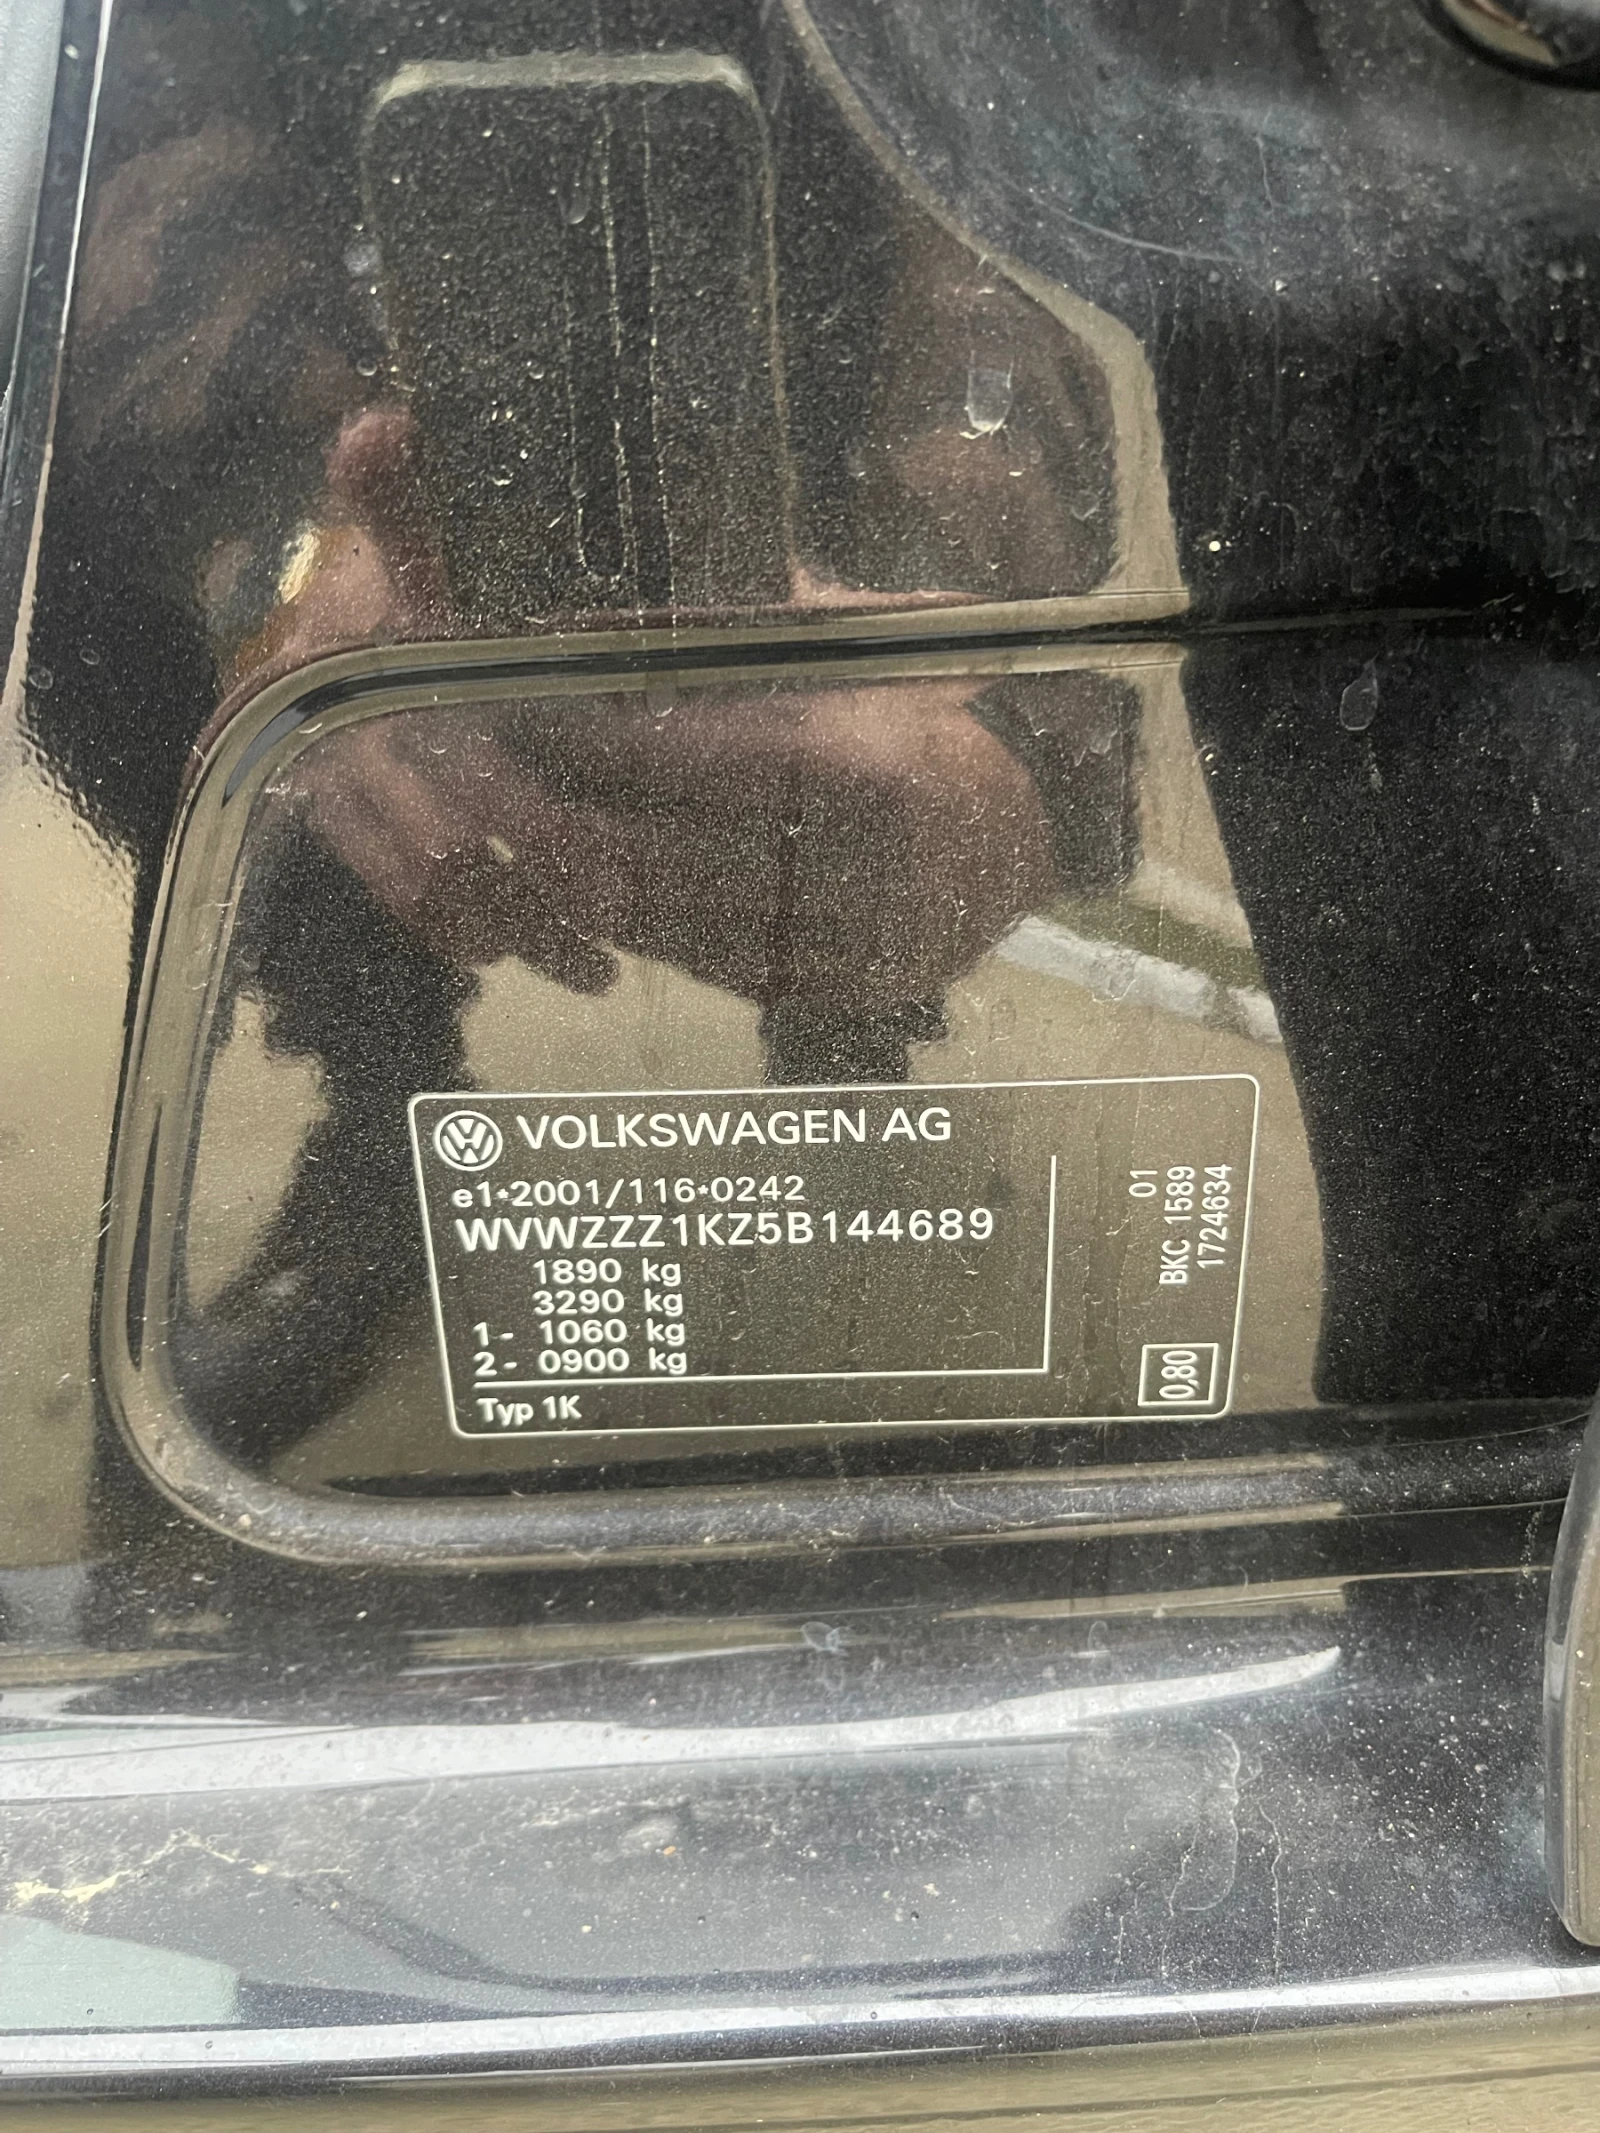 VOLKSWAGEN AG
e1*2001/116*0242
WVWZZZ1KZ5B144689
1890 kg
3290 kg
1- 1060 kg
2- 0900 kg
Typ 1K
01
BKC 1589
1724634
0,80